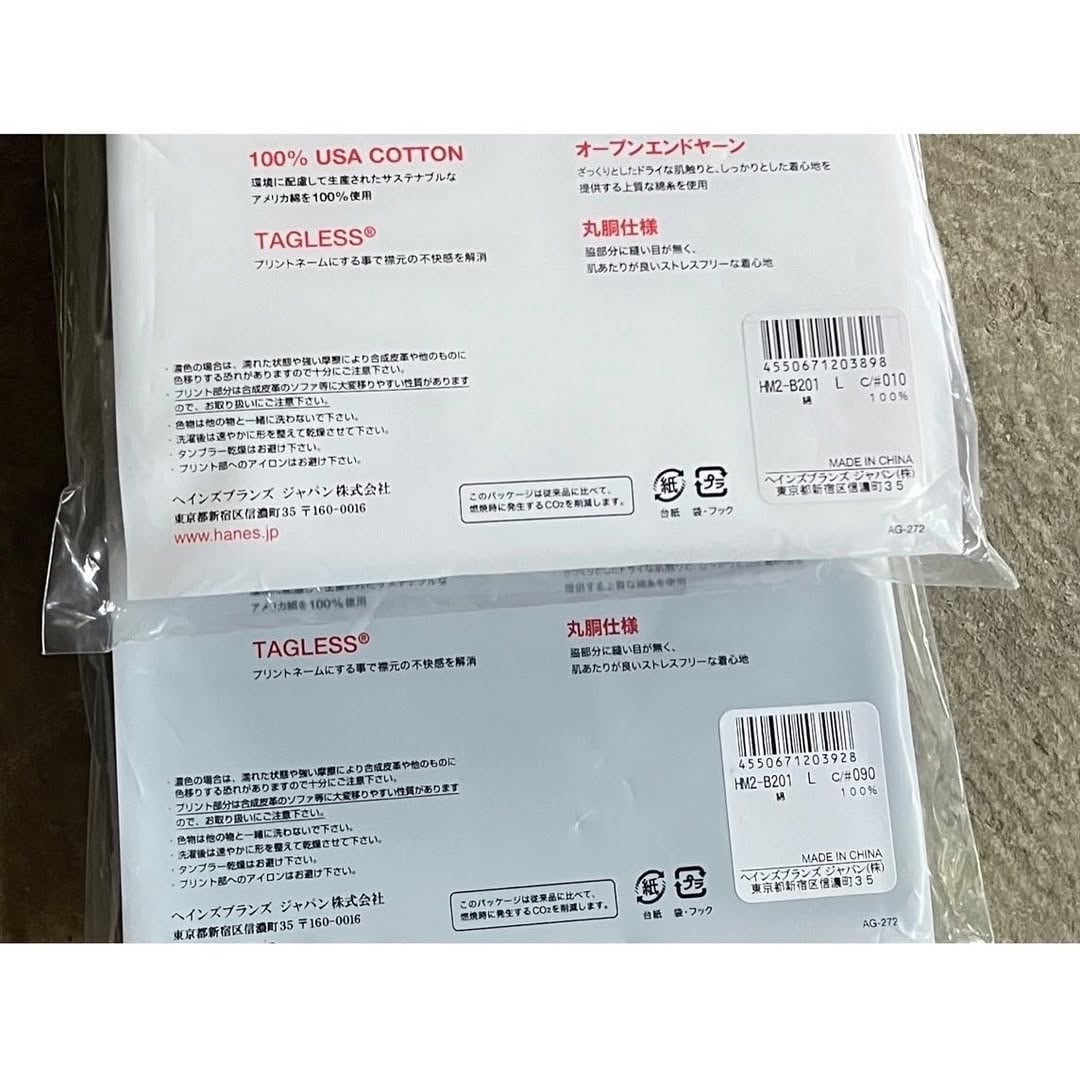 100% USA COTTON
環境に配慮して生産されたサステナブルな
アメリカ綿を100%使用
TAGLESS®
プリントネームにする事で襟元の不快感を解消
オープンエンドヤーン
ざっくりとしたドライな肌触りと、しっかりとした着心地を
提供する上質な綿糸を使用
丸胴仕様
脇部分に縫い目が無く、
肌あたりが良いストレスフリーな着心地
・濃色の場合は、濡れた状態や強い摩擦により合成皮革や他のものに
色移りする恐れがありますので十分にご注意下さい。
・プリント部分は合成皮革のソファ等に大変移りやすい性質があります
ので、お取り扱いにご注意下さい。
・色物は他の物と一緒に洗わないで下さい。
・洗濯後は速やかに形を整えて乾燥させて下さい。
・タンブラー乾燥はお避け下さい。
・プリント部へのアイロンはお避け下さい。
ヘインズブランズ ジャパン株式会社
東京都新宿区信濃町35 〒160-0016
www.hanes.jp
このパッケージは従来品に比べて、
燃焼時に発生するCO2を削減します。
紙 プラ
台紙 袋・フック
4550671203898
HM2-B201 L C/#010
綿 100%
MADE IN CHINA
ヘインズブランズ ジャパン(株)
東京都新宿区信濃町35
AG-272
アメリカ綿を100%使用
提供する上質な綿糸を使用
TAGLESS®
プリントネームにする事で襟元の不快感を解消
丸胴仕様
脇部分に縫い目が無く、
肌あたりが良いストレスフリーな着心地
・濃色の場合は、濡れた状態や強い摩擦により合成皮革や他のものに
色移りする恐れがありますので十分にご注意下さい。
・プリント部分は合成皮革のソファ等に大変移りやすい性質があります
ので、お取り扱いにご注意下さい。
・色物は他の物と一緒に洗わないで下さい。
・洗濯後は速やかに形を整えて乾燥させて下さい。
・タンブラー乾燥はお避け下さい。
・プリント部へのアイロンはお避け下さい。
ヘインズブランズ ジャパン株式会社
東京都新宿区信濃町35 〒160-0016
このパッケージは従来品に比べて、
燃焼時に発生するCO2を削減します。
紙 プラ
台紙 袋・フック
4550671203928
HM2-B201 L C/#090
綿 100%
MADE IN CHINA
ヘインズブランズ ジャパン(株)
東京都新宿区信濃町35
AG-272